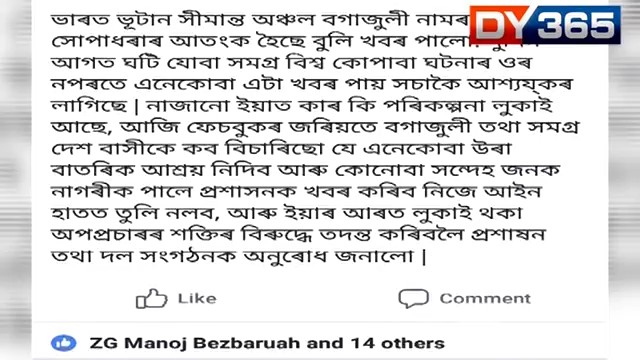 ভাৰত ভূটান সীমান্ত অঞ্চল বগাজুলী নামৰ
DY365
সোপাধৰাৰ আতংক হৈছে বুলি খবৰ পালো
আগত ঘটি যোবা সমগ্ৰ বিশ্ব কোপাবা ঘটনাৰ ওৰ
নপৰতে এনেকোবা এটা খবৰ পায় সচাকৈ আশ্যয্কৰ
লাগিছে | নাজানো ইয়াত কাৰ কি পৰিকল্পনা লুকাই
আছে, আজি ফেচবুকৰ জৰিয়তে বগাজুলী তথা সমগ্ৰ
দেশ বাসীকে কব বিচাৰিছো যে এনেকোবা উৰা
বাতৰিক আশ্ৰয় নিদিব আৰু কোনোবা সন্দেহ জনক
নাগৰীক পালে প্ৰশাসনক খবৰ কৰিব নিজে আইন
হাতত তুলি নলব, আৰু ইয়াৰ আৰত লুকাই থকা
অপপ্ৰচাৰৰ শক্তিৰ বিৰুদ্ধে তদন্ত কৰিবলৈ প্ৰশাষন
তথা দল সংগঠনক অনুৰোধ জনালো |
Like Comment
ZG Manoj Bezbaruah and 14 others